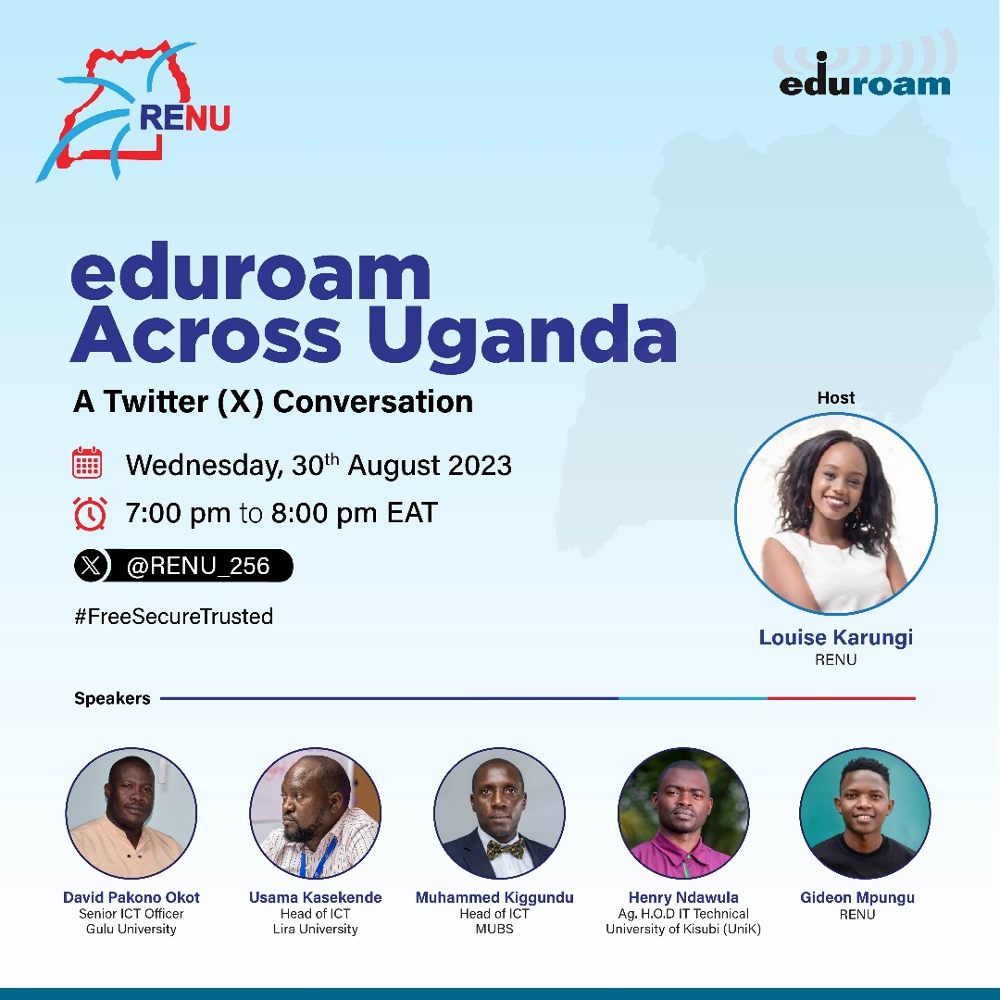 RENU
eduroam
eduroam
Across Uganda
A Twitter (X) Conversation
Wednesday, 30th August 2023
7:00 pm to 8:00 pm EAT
X @RENU_256
#FreeSecureTrusted
Host
Louise Karungi
RENU
Speakers
David Pakono Okot
Senior ICT Officer
Gulu University
Usama Kasekende
Head of ICT
Lira University
Muhammed Kiggundu
Head of ICT
MUBS
Henry Ndawula
Ag. H.O.D IT Technical
University of Kisubi (UniK)
Gideon Mpungu
RENU